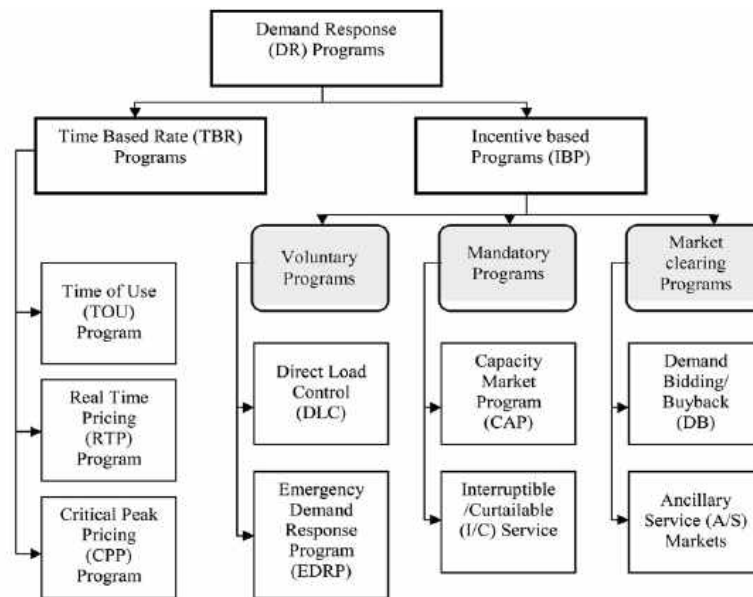 Demand Response
(DR) Programs
Time Based Rate (TBR)
Programs
Incentive based
Programs (IBP)
Voluntary
Programs
Mandatory
Programs
Market
clearing
Programs
Time of Use
(TOU)
Program
Real Time
Pricing
(RTP)
Program
Critical Peak
Pricing
(CPP)
Program
Direct Load
Control
(DLC)
Emergency
Demand
Response
Program
(EDRP)
Capacity
Market
Program
(CAP)
Interruptible
/Curtailable
(I/C) Service
Demand
Bidding/
Buyback
(DB)
Ancillary
Service (A/S)
Markets